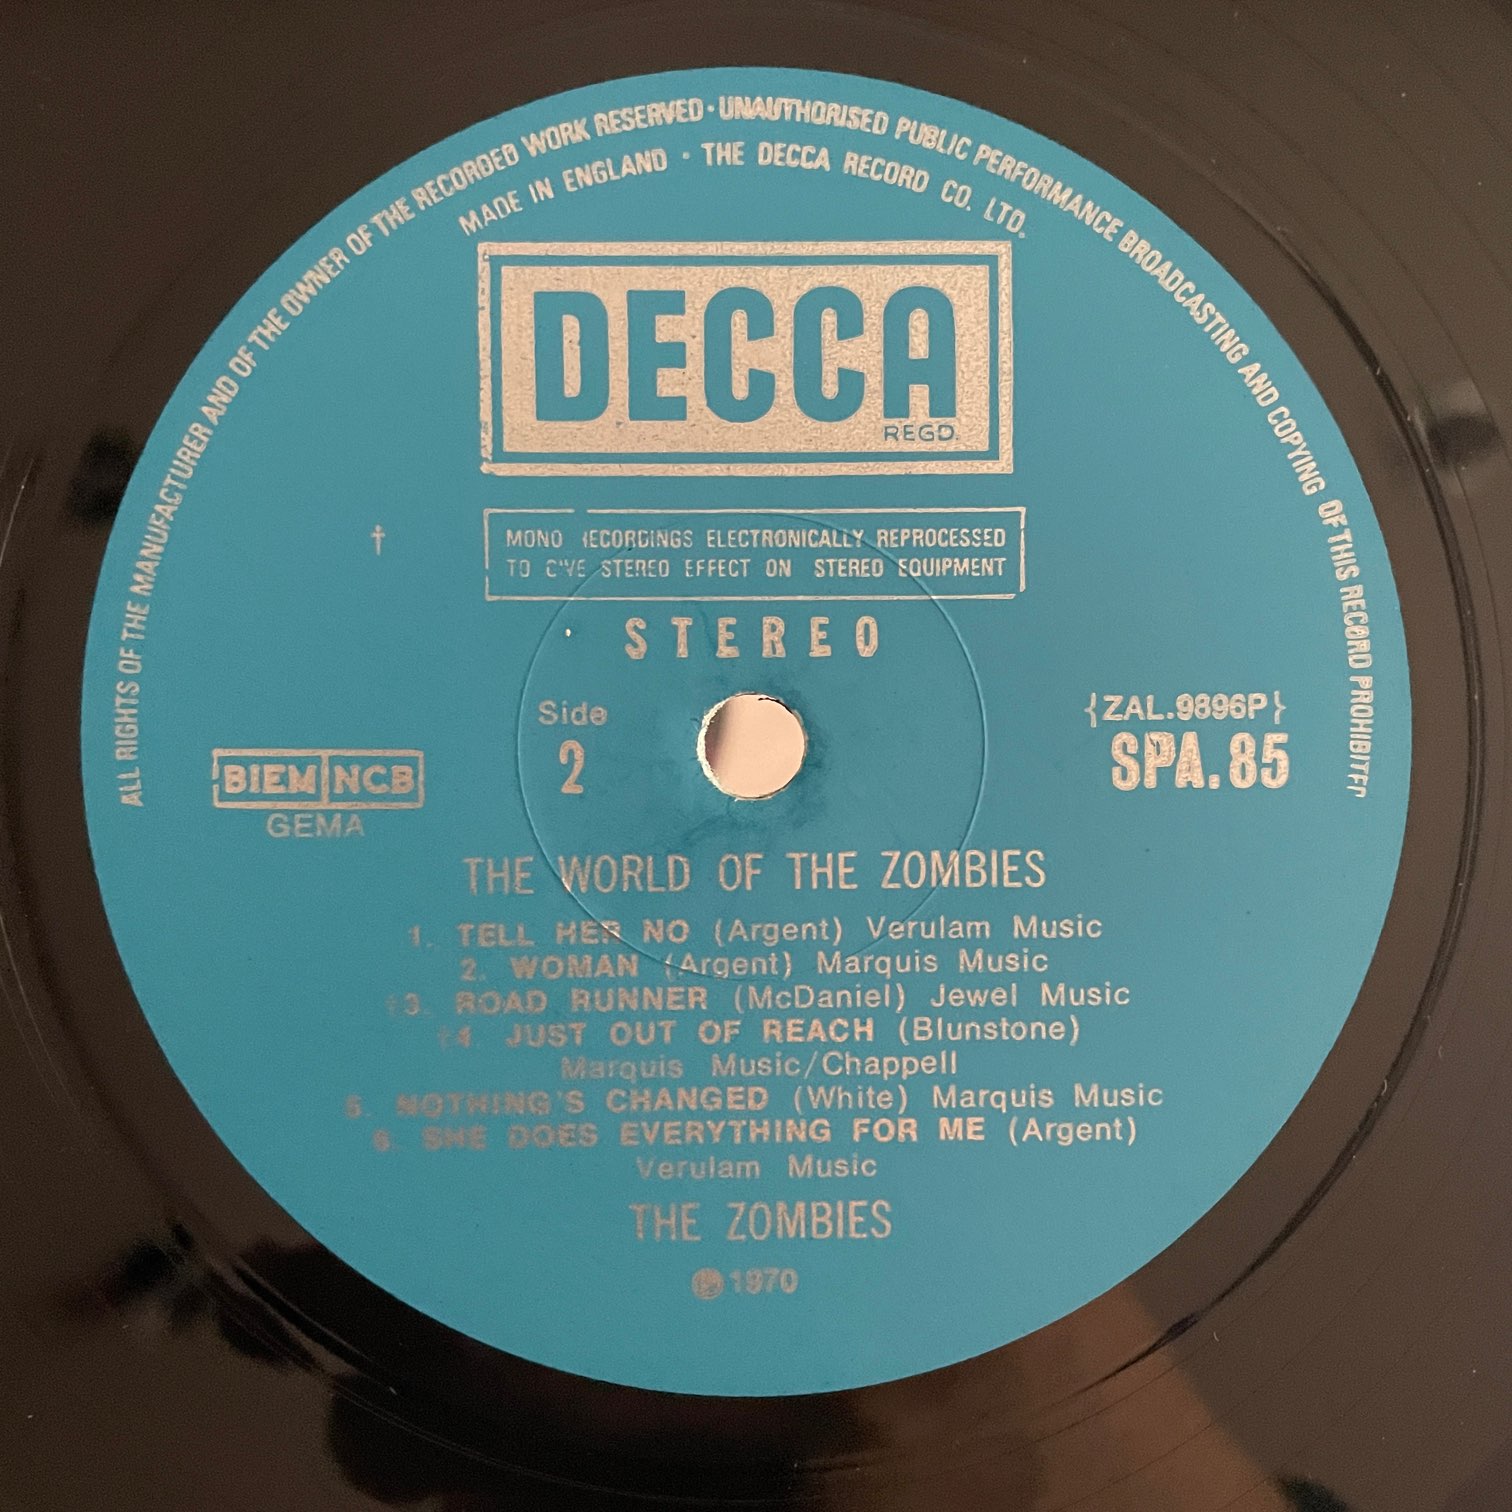 ALL RIGHTS OF THE MANUFACTURER AND OF THE OWNER OF THE RECORDED WORK RESERVED · UNAUTHORISED PUBLIC PERFORMANCE BROADCASTING AND COPYING OF THIS RECORD PROHIBITED
MADE IN ENGLAND · THE DECCA RECORD CO. LTD.
DECCA
REGD.
†
MONO RECORDINGS ELECTRONICALLY REPROCESSED
TO GIVE STEREO EFFECT ON STEREO EQUIPMENT
STEREO
Side
2
{ZAL.9896P}
SPA.85
BIEM NCB
GEMA
THE WORLD OF THE ZOMBIES
1. TELL HER NO (Argent) Verulam Music
2. WOMAN (Argent) Marquis Music
†3. ROAD RUNNER (McDaniel) Jewel Music
†4. JUST OUT OF REACH (Blunstone)
Marquis Music/Chappell
5. NOTHING'S CHANGED (White) Marquis Music
6. SHE DOES EVERYTHING FOR ME (Argent)
Verulam Music
THE ZOMBIES
℗ 1970